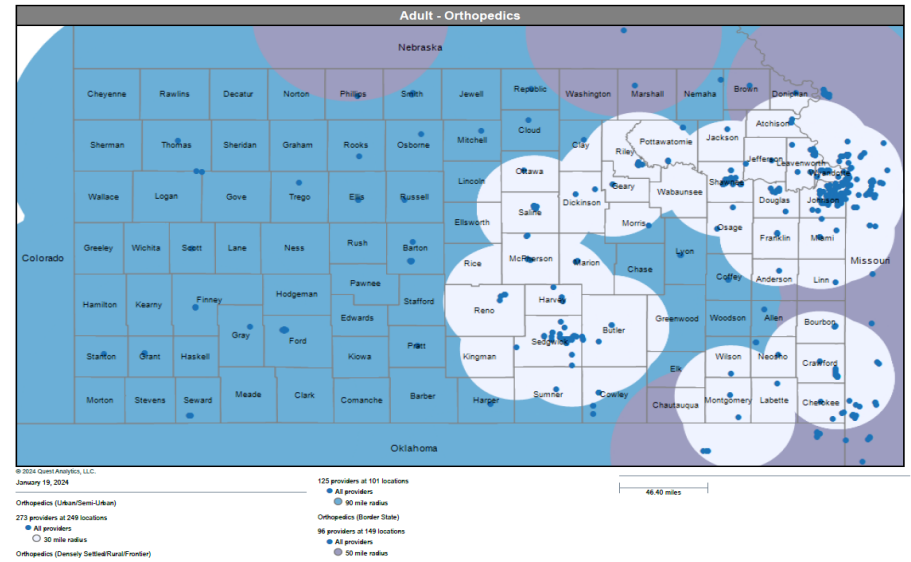 Adult - Orthopedics
Nebraska
Cheyenne Rawlins Decatur Norton Phillips Smith Jewell Republic Washington Marshall Nemaha Brown Doniphan
Atchison
Sherman Thomas Sheridan Graham Rooks Osborne Mitchell Cloud Clay Riley Pottawatomie Jackson
Jefferson Leavenworth
Wyandotte
Wallace Logan Gove Trego Ellis Russell Lincoln Ottawa Dickinson Geary Wabaunsee Shawnee Douglas Johnson
Saline
Ellsworth Morris Osage
Greeley Wichita Scott Lane Ness Rush Barton Franklin Miami
Colorado Rice McPherson Marion Chase Lyon Missouri
Hamilton Kearny Finney Hodgeman Pawnee Stafford Reno Harvey Coffey Anderson Linn
Gray Ford Edwards Sedgwick Butler Greenwood Woodson Allen Bourbon
Stanton Grant Haskell Kiowa Pratt Kingman Elk Wilson Neosho Crawford
Morton Stevens Seward Meade Clark Comanche Barber Harper Sumner Cowley Chautauqua Montgomery Labette Cherokee
Oklahoma
© 2024 Quest Analytics, LLC.
January 19, 2024
Orthopedics (Urban/Semi-Urban)
273 providers at 249 locations
All providers
30 mile radius
Orthopedics (Densely Settled/Rural/Frontier)
125 providers at 101 locations
All providers
90 mile radius
Orthopedics (Border State)
96 providers at 149 locations
All providers
50 mile radius
46.40 miles